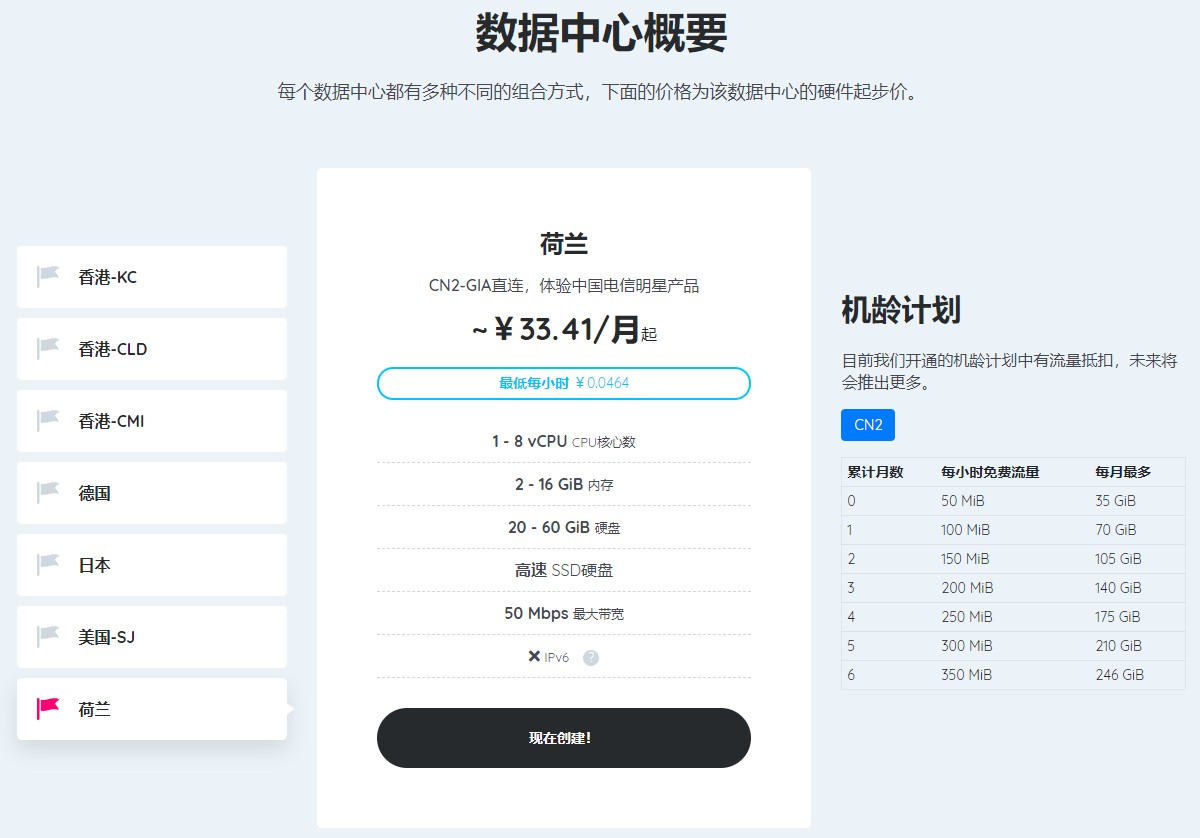 数据中心概要
每个数据中心都有多种不同的组合方式，下面的价格为该数据中心的硬件起步价。
香港-KC
香港-CLD
香港-CMI
德国
日本
美国-SJ
荷兰
荷兰
CN2-GIA直连，体验中国电信明星产品
~￥33.41/月起
最低每小时 ￥0.0464
1 - 8 vCPU CPU核心数
2 - 16 GiB 内存
20 - 60 GiB 硬盘
高速 SSD硬盘
50 Mbps 最大带宽
× IPv6 ?
现在创建!
机龄计划
目前我们开通的机龄计划中有流量抵扣，未来将
会推出更多。
CN2
累计月数 每小时免费流量 每月最多
0 50 MiB 35 GiB
1 100 MiB 70 GiB
2 150 MiB 105 GiB
3 200 MiB 140 GiB
4 250 MiB 175 GiB
5 300 MiB 210 GiB
6 350 MiB 246 GiB